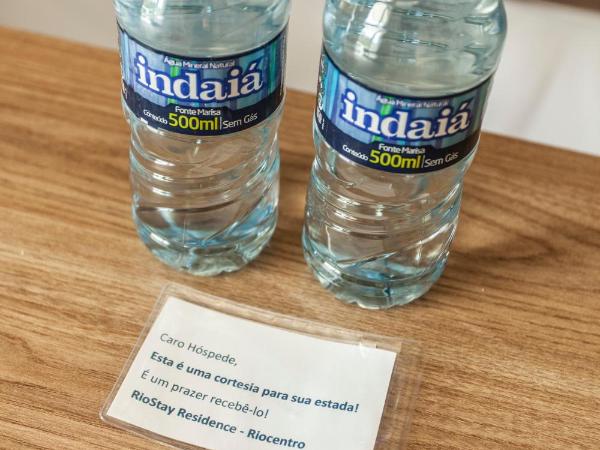 Água Mineral Natural
indaiá
Fonte Marisa
Conteúdo 500ml Sem Gás
Água Mineral Natural
indaiá
Fonte Marisa
Conteúdo 500ml Sem Gás
Caro Hóspede,
Esta é uma cortesia para sua estada!
É um prazer recebê-lo!
RioStay Residence - Riocentro